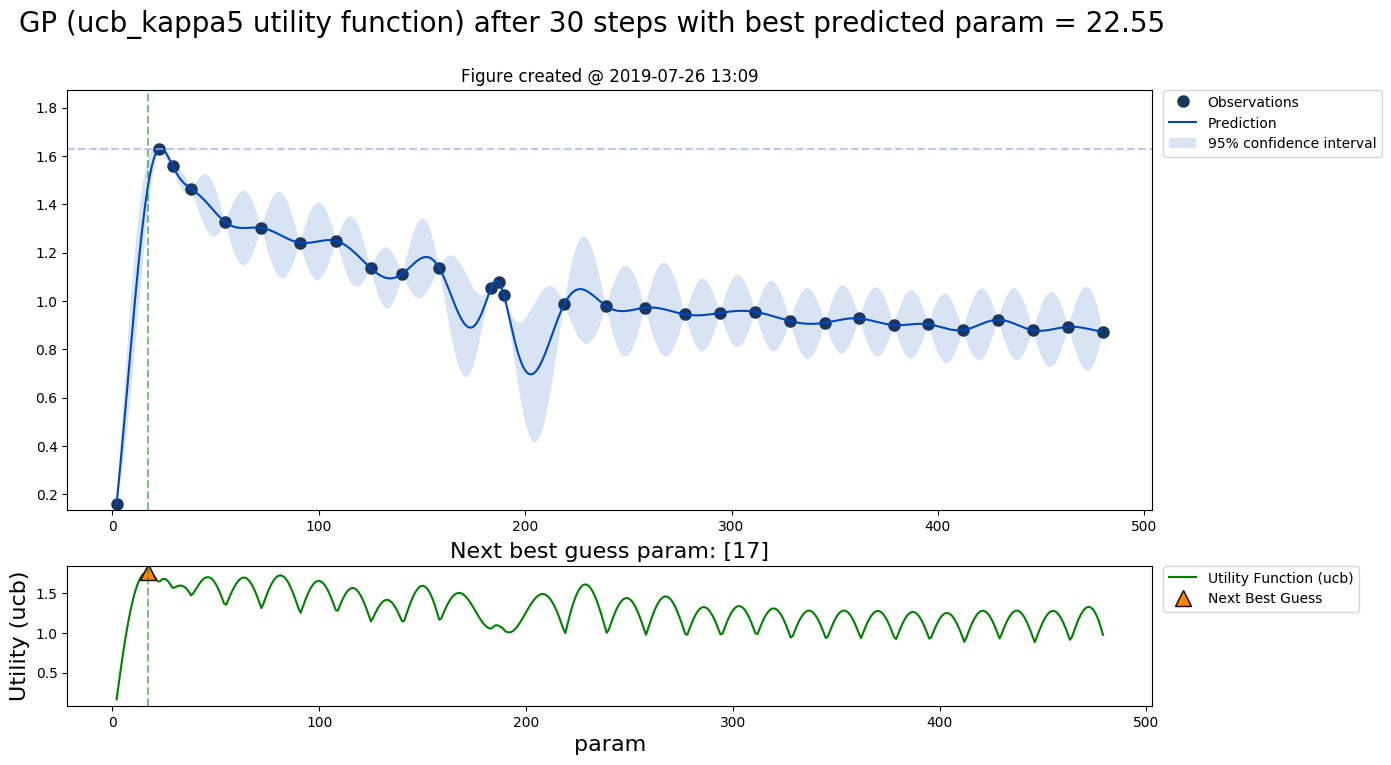 GP (ucb_kappa5 utility function) after 30 steps with best predicted param = 22.55
Figure created @ 2019-07-26 13:09
1.8
1.6
1.4
1.2
1.0
0.8
0.6
0.4
0.2
0 100 200 300 400 500
Observations
Prediction
95% confidence interval
Next best guess param: [17]
Utility (ucb)
1.5
1.0
0.5
0 100 200 300 400 500
param
Utility Function (ucb)
Next Best Guess